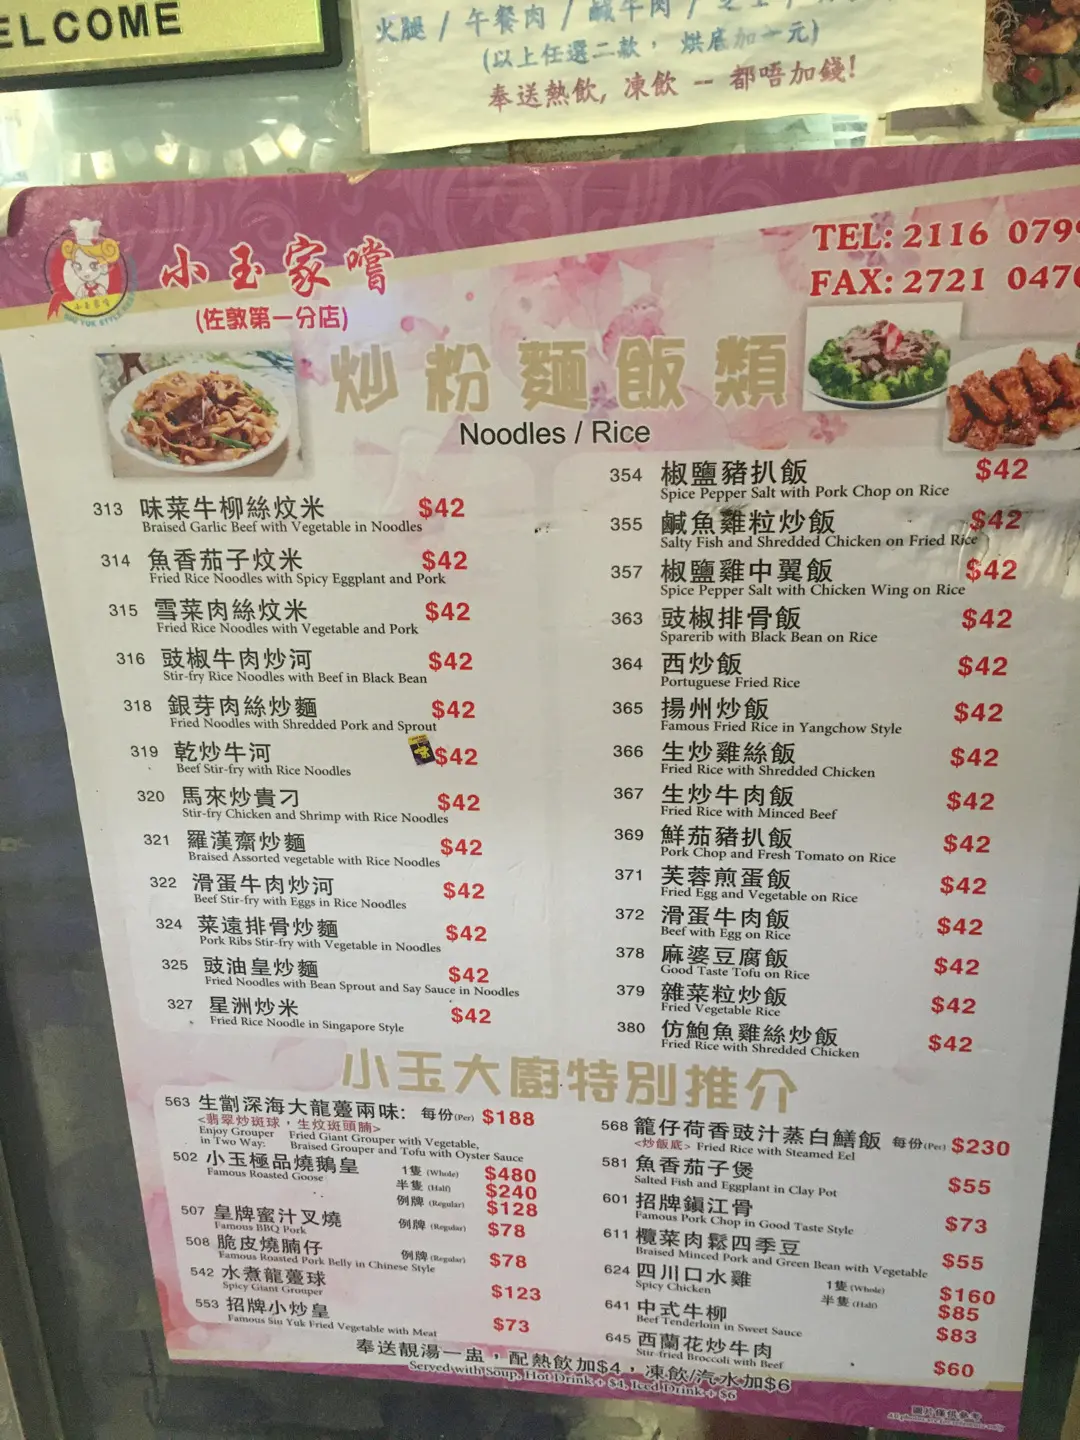 ELCOME
火腿 / 午餐肉 / 鹹牛肉 /
(以上任選二款， 烘底加一元)
奉送熱飲, 凍飲 -- 都唔加錢!
小玉家嚐
(佐敦第一分店)
TEL: 2116 079
FAX: 2721 047
炒粉麵飯類
Noodles / Rice
313 味菜牛柳絲炆米 $42
Braised Garlic Beef with Vegetable in Noodles
314 魚香茄子炆米 $42
Fried Rice Noodles with Spicy Eggplant and Pork
315 雪菜肉絲炆米 $42
Fried Rice Noodles with Vegetable and Pork
316 豉椒牛肉炒河 $42
Stir-fry Rice Noodles with Beef in Black Bean
318 銀芽肉絲炒麵 $42
Fried Noodles with Shredded Pork and Sprout
319 乾炒牛河 $42
Beef Stir-fry with Rice Noodles
320 馬來炒貴刁 $42
Stir-fry Chicken and Shrimp with Rice Noodles
321 羅漢齋炒麵 $42
Braised Assorted vegetable with Rice Noodles
322 滑蛋牛肉炒河 $42
Beef Stir-fry with Eggs in Rice Noodles
324 菜遠排骨炒麵 $42
Pork Ribs Stir-fry with Vegetable in Noodles
325 豉油皇炒麵 $42
Fried Noodles with Bean Sprout and Say Sauce in Noodles
327 星洲炒米 $42
Fried Rice Noodle in Singapore Style
354 椒鹽豬扒飯 $42
Spice Pepper Salt with Pork Chop on Rice
355 鹹魚雞粒炒飯 $42
Salty Fish and Shredded Chicken on Fried Rice
357 椒鹽雞中翼飯 $42
Spice Pepper Salt with Chicken Wing on Rice
363 豉椒排骨飯 $42
Sparerib with Black Bean on Rice
364 西炒飯 $42
Portuguese Fried Rice
365 揚州炒飯 $42
Famous Fried Rice in Yangchow Style
366 生炒雞絲飯 $42
Fried Rice with Shredded Chicken
367 生炒牛肉飯 $42
Fried Rice with Minced Beef
369 鮮茄豬扒飯 $42
Pork Chop and Fresh Tomato on Rice
371 芙蓉煎蛋飯 $42
Fried Egg and Vegetable on Rice
372 滑蛋牛肉飯 $42
Beef with Egg on Rice
378 麻婆豆腐飯 $42
Good Taste Tofu on Rice
379 雜菜粒炒飯 $42
Fried Vegetable Rice
380 仿鮑魚雞絲炒飯 $42
Fried Rice with Shredded Chicken
小玉大廚特別推介
563 生劏深海大龍躉兩味: 每份(Per) $188
<翡翠炒斑球，生炆斑頭腩>
Enjoy Grouper Fried Giant Grouper with Vegetable,
in Two Way: Braised Grouper and Tofu with Oyster Sauce
502 小玉極品燒鵝皇 1隻 (Whole) $480
Famous Roasted Goose 半隻 (Half) $240
例牌 (Regular) $128
507 皇牌蜜汁叉燒 例牌 (Regular) $78
Famous BBQ Pork
508 脆皮燒腩仔 例牌 (Regular) $78
Famous Roasted Pork Belly in Chinese Style
542 水煮龍躉球 $123
Spicy Giant Grouper
553 招牌小炒皇 $73
Famous Siu Yuk Fried Vegetable with Meat
568 籠仔荷香豉汁蒸白鱔飯 每份(Per) $230
<炒飯底> Fried Rice with Steamed Eel
581 魚香茄子煲 $55
Salted Fish and Eggplant in Clay Pot
601 招牌鎮江骨 $73
Famous Pork Chop in Good Taste Style
611 欖菜肉鬆四季豆 $55
Braised Minced Pork and Green Bean with Vegetable
624 四川口水雞 1隻 (Whole) $160
Spicy Chicken 半隻 (Half) $85
641 中式牛柳 $83
Beef Tenderloin in Sweet Sauce
645 西蘭花炒牛肉 $60
Stir-fried Broccoli with Beef
奉送靚湯一盅，配熱飲加$4，凍飲/汽水加$6
Served with Soup, Hot Drink + $4, Iced Drink + $6
圖片僅供參考
All photos are for reference only